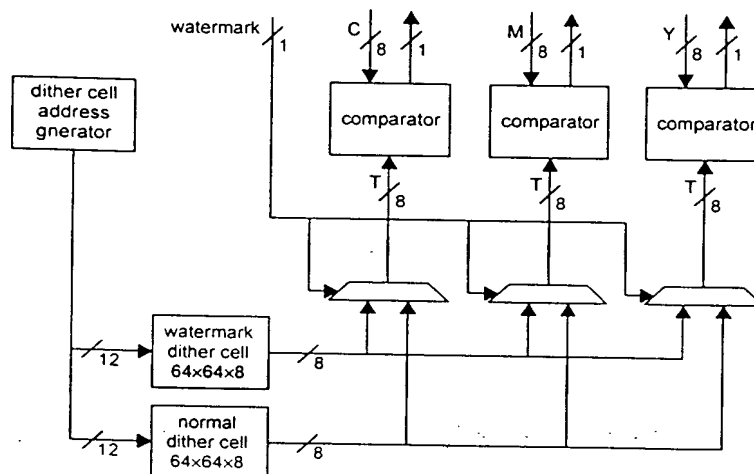 watermark
1
C
8
1
M
8
1
Y
8
1
dither cell
address
gnerator
comparator
comparator
comparator
T
8
T
8
T
8
12
watermark
dither cell
64×64×8
8
12
normal
dither cell
64×64×8
8